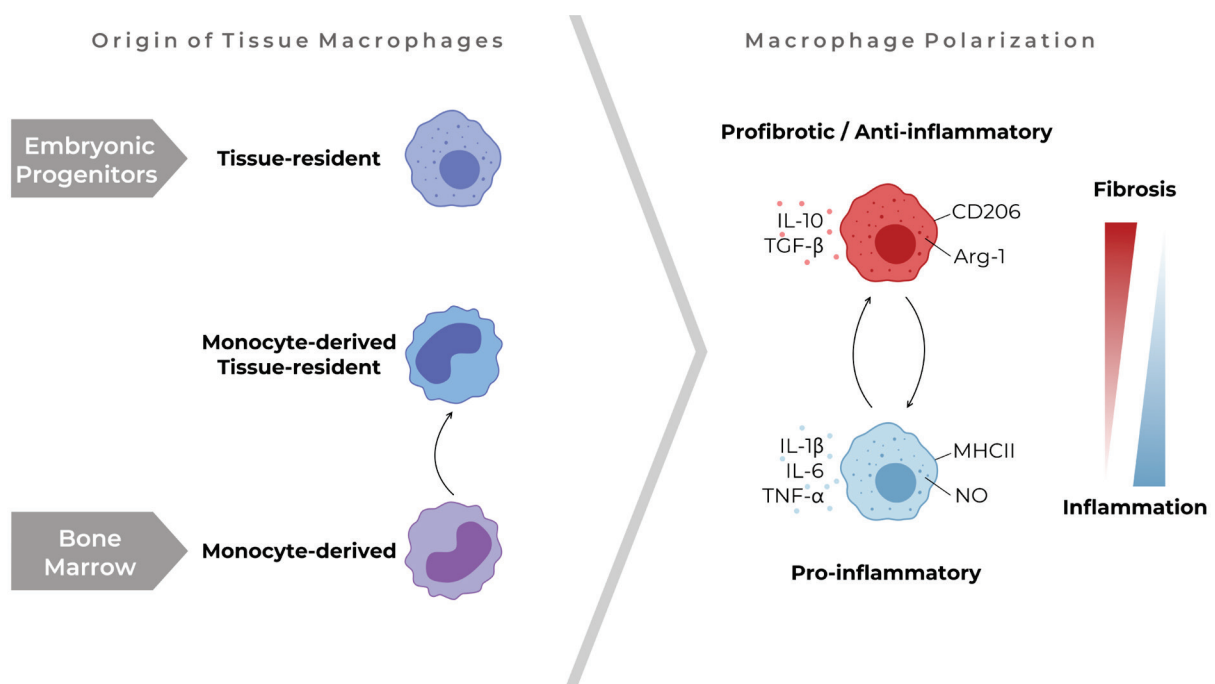 Origin of Tissue Macrophages
Embryonic
Progenitors
Tissue-resident
Monocyte-derived
Tissue-resident
Bone
Marrow
Monocyte-derived
Macrophage Polarization
Profibrotic / Anti-inflammatory
IL-10
TGF-β
CD206
Arg-1
IL-1β
IL-6
TNF-α
MHCII
NO
Pro-inflammatory
Fibrosis
Inflammation